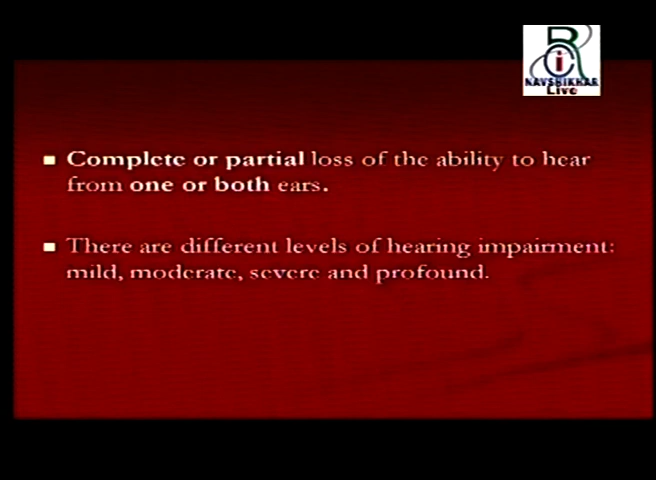 NAVSHIKHAR
Live
Complete or partial loss of the ability to hear
from one or both ears.
There are different levels of hearing impairment:
mild, moderate, severe and profound.